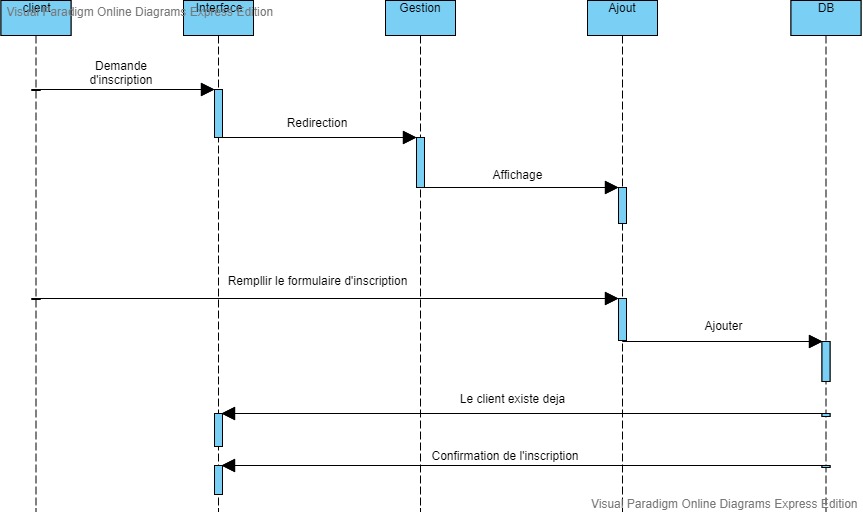 Visual Paradigm Online Diagrams Express Edition
client
Interface
Gestion
Ajout
DB
Demande
d'inscription
Redirection
Affichage
Rempllir le formulaire d'inscription
Ajouter
Le client existe deja
Confirmation de l'inscription
Visual Paradigm Online Diagrams Express Edition